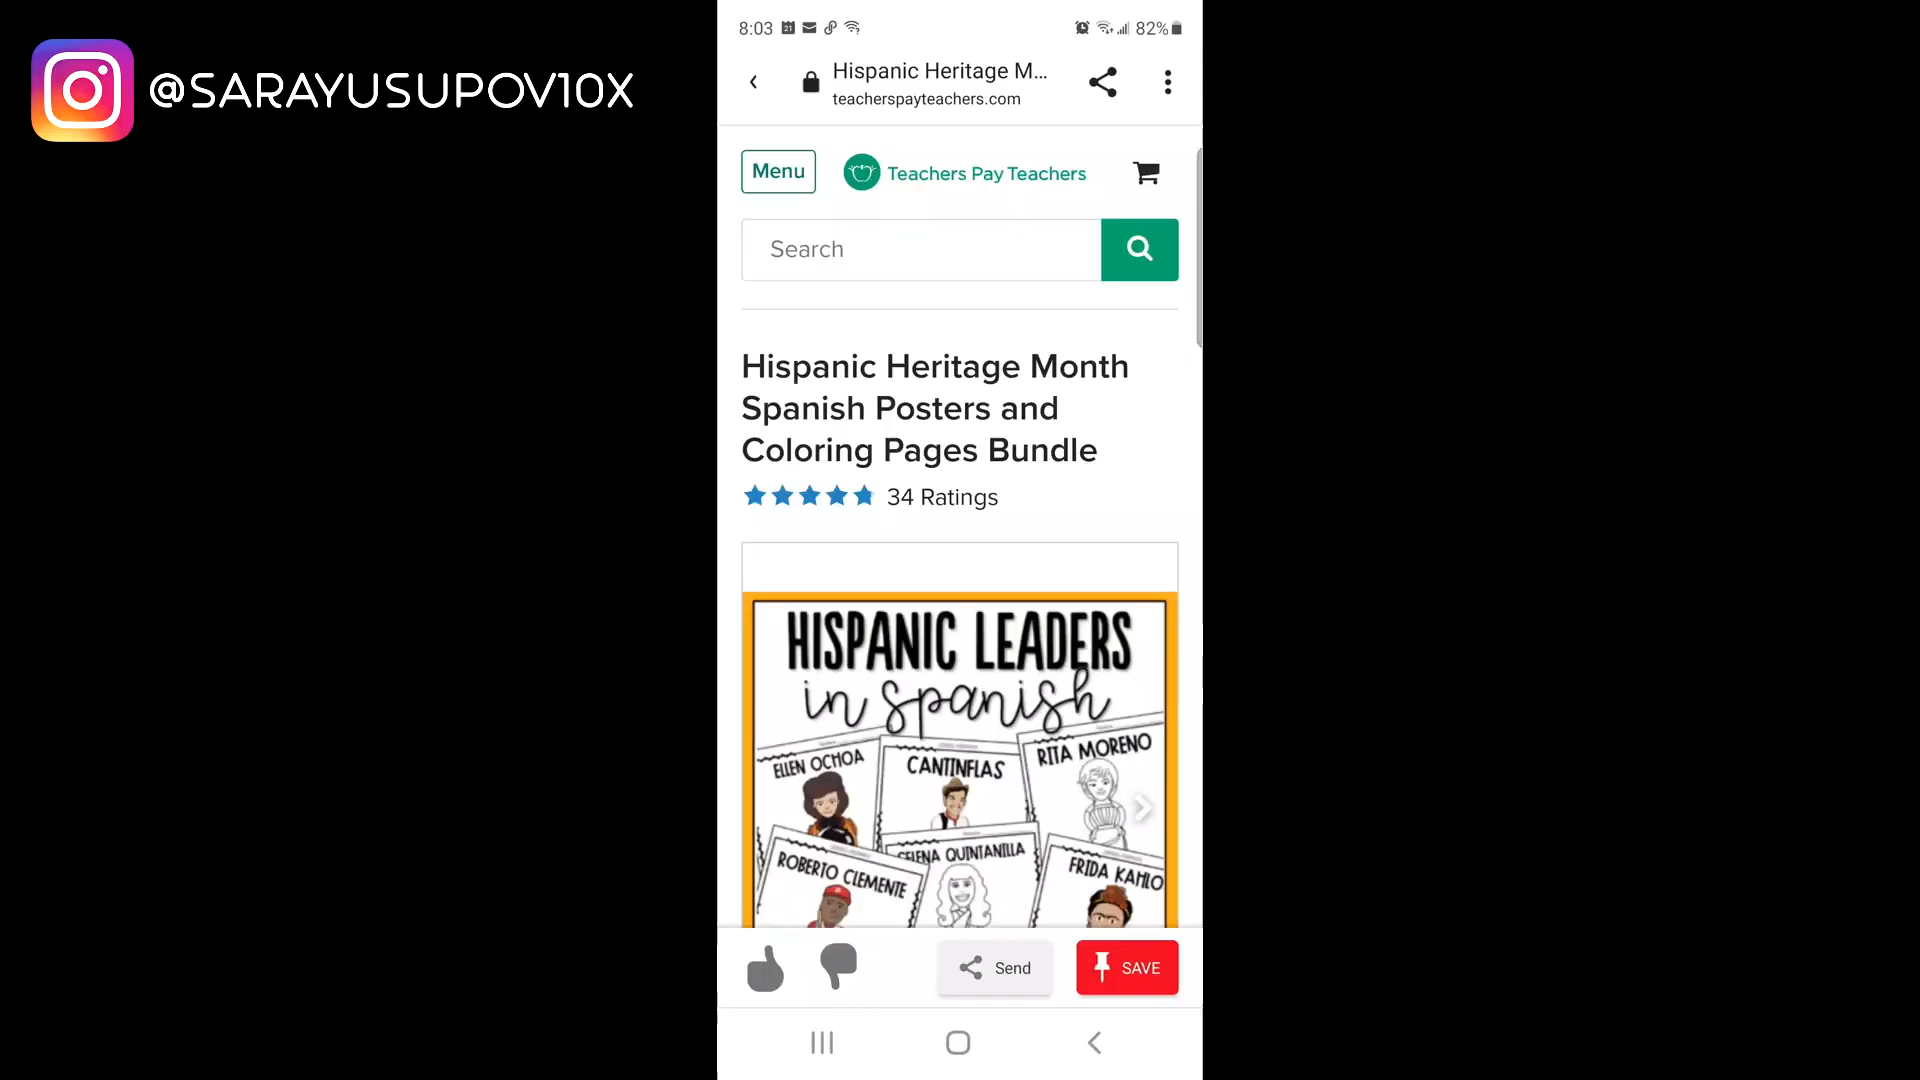 @SARAYUSUPOV10X
8:03
82%
Hispanic Heritage M...
teacherspayteachers.com
Menu
Teachers Pay Teachers
Search
Hispanic Heritage Month
Spanish Posters and
Coloring Pages Bundle
34 Ratings
HISPANIC LEADERS
in spanish
ELLEN OCHOA
CANTINFLAS
RITA MORENO
ROBERTO CLEMENTE
CELENA QUINTANILLA
FRIDA KAHLO
Send
SAVE